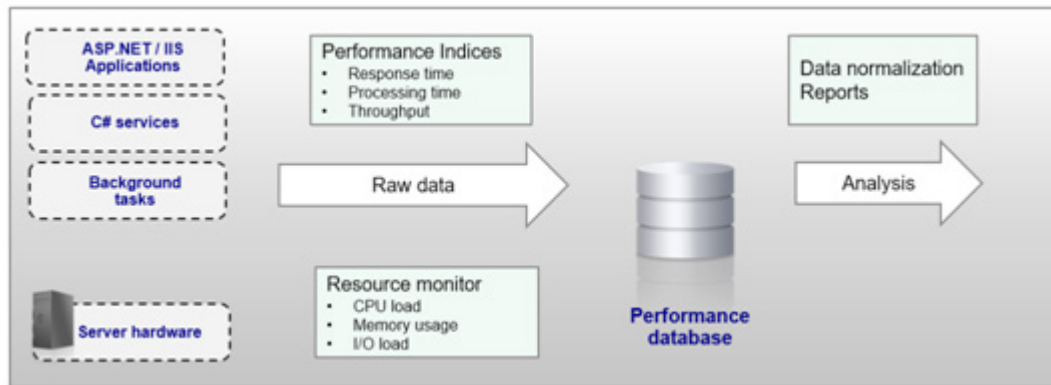 ASP.NET / IIS
Applications
C# services
Background
tasks
Server hardware
Performance Indices
• Response time
• Processing time
• Throughput
Raw data
Resource monitor
• CPU load
• Memory usage
• I/O load
Performance
database
Data normalization
Reports
Analysis